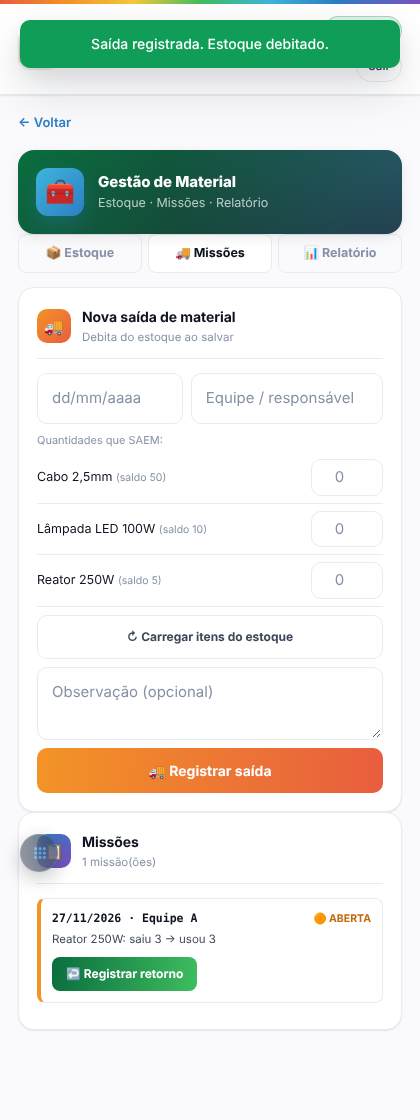 Saída registrada. Estoque debitado.
Sair
← Voltar
Gestão de Material
Estoque · Missões · Relatório
Estoque
Missões
Relatório
Nova saída de material
Debita do estoque ao salvar
dd/mm/aaaa
Equipe / responsável
Quantidades que SAEM:
Cabo 2,5mm (saldo 50)
0
Lâmpada LED 100W (saldo 10)
0
Reator 250W (saldo 5)
0
↻ Carregar itens do estoque
Observação (opcional)
Registrar saída
Missões
1 missão(ões)
27/11/2026 · Equipe A
ABERTA
Reator 250W: saiu 3 → usou 3
Registrar retorno